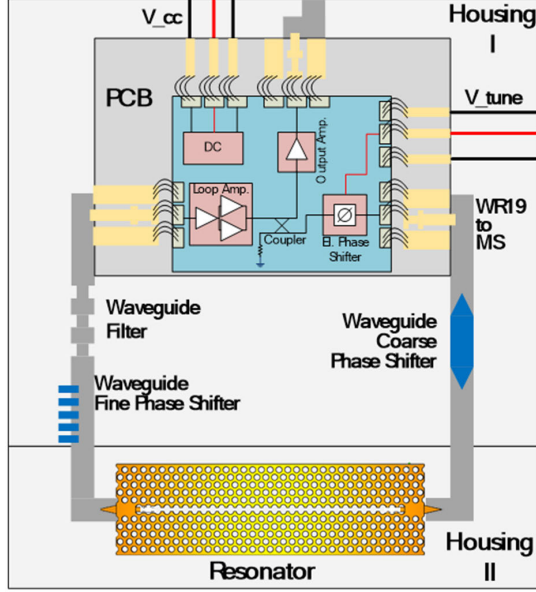 V_cc
Housing
I
PCB
V_tune
DC
Output Amp.
Loop Amp.
Coupler
El. Phase
Shifter
WR19
to
MS
Waveguide
Filter
Waveguide
Coarse
Phase Shifter
Waveguide
Fine Phase Shifter
Resonator
Housing
II